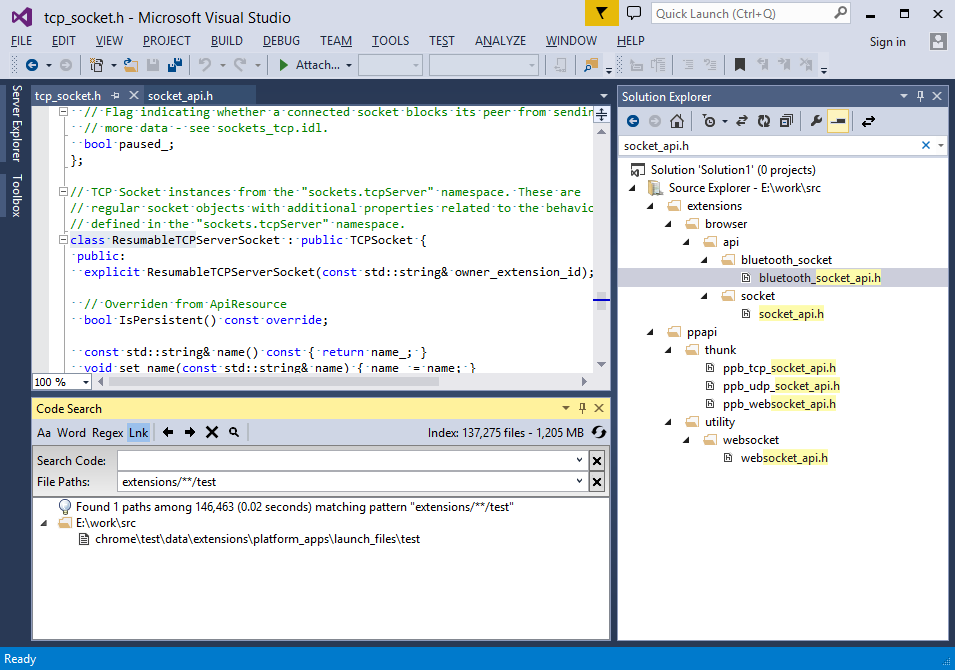 tcp_socket.h - Microsoft Visual Studio
Quick Launch (Ctrl+Q)
FILE EDIT VIEW PROJECT BUILD DEBUG TEAM TOOLS TEST ANALYZE WINDOW HELP
Sign in
Attach...
Server Explorer
Toolbox
tcp_socket.h socket_api.h
// Flag indicating whether a connected socket blocks its peer from sendin
// more data - see sockets_tcp.idl.
bool paused_;
};
// TCP Socket instances from the "sockets.tcpServer" namespace. These are
// regular socket objects with additional properties related to the behavio
// defined in the "sockets.tcpServer" namespace.
class ResumableTCPServerSocket : public TCPSocket {
public:
explicit ResumableTCPServerSocket(const std::string& owner_extension_id);
// Overriden from ApiResource
bool IsPersistent() const override;
const std::string& name() const { return name_; }
void set_name(const std::string& name) { name_ = name; }
100 %
Code Search
Aa Word Regex Lnk
Index: 137,275 files - 1,205 MB
Search Code:
File Paths: extensions/**/test
Found 1 paths among 146,463 (0.02 seconds) matching pattern "extensions/**/test"
E:\work\src
chrome\test\data\extensions\platform_apps\launch_files\test
Solution Explorer
socket_api.h
Solution 'Solution1' (0 projects)
Source Explorer - E:\work\src
extensions
browser
api
bluetooth_socket
bluetooth_socket_api.h
socket
socket_api.h
ppapi
thunk
ppb_tcp_socket_api.h
ppb_udp_socket_api.h
ppb_websocket_api.h
utility
websocket
websocket_api.h
Ready